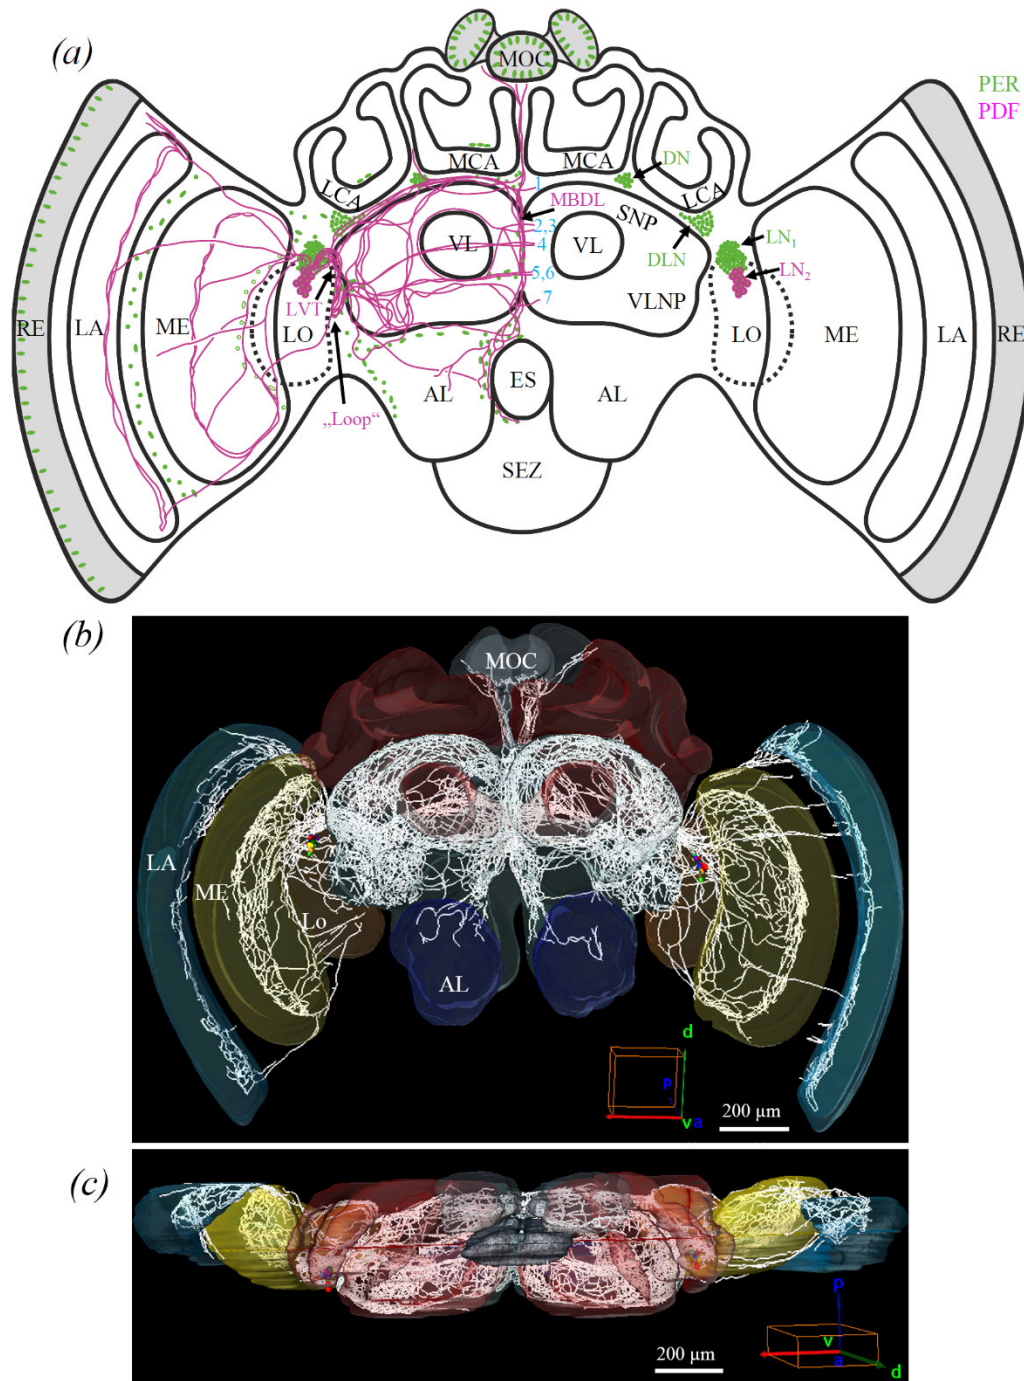 (a)
MOC
PER
PDF
MCA
MCA
DN
LCA
LCA
1
MBDL
SNP
2,3
4
VL
VL
DLN
LN1
LN2
5,6
7
VLNP
LVT
RE
LA
ME
LO
LO
ME
LA
RE
„Loop“
AL
ES
AL
SEZ
(b)
MOC
LA
ME
Lo
AL
d
p
v
a
200 µm
(c)
p
v
a
d
200 µm